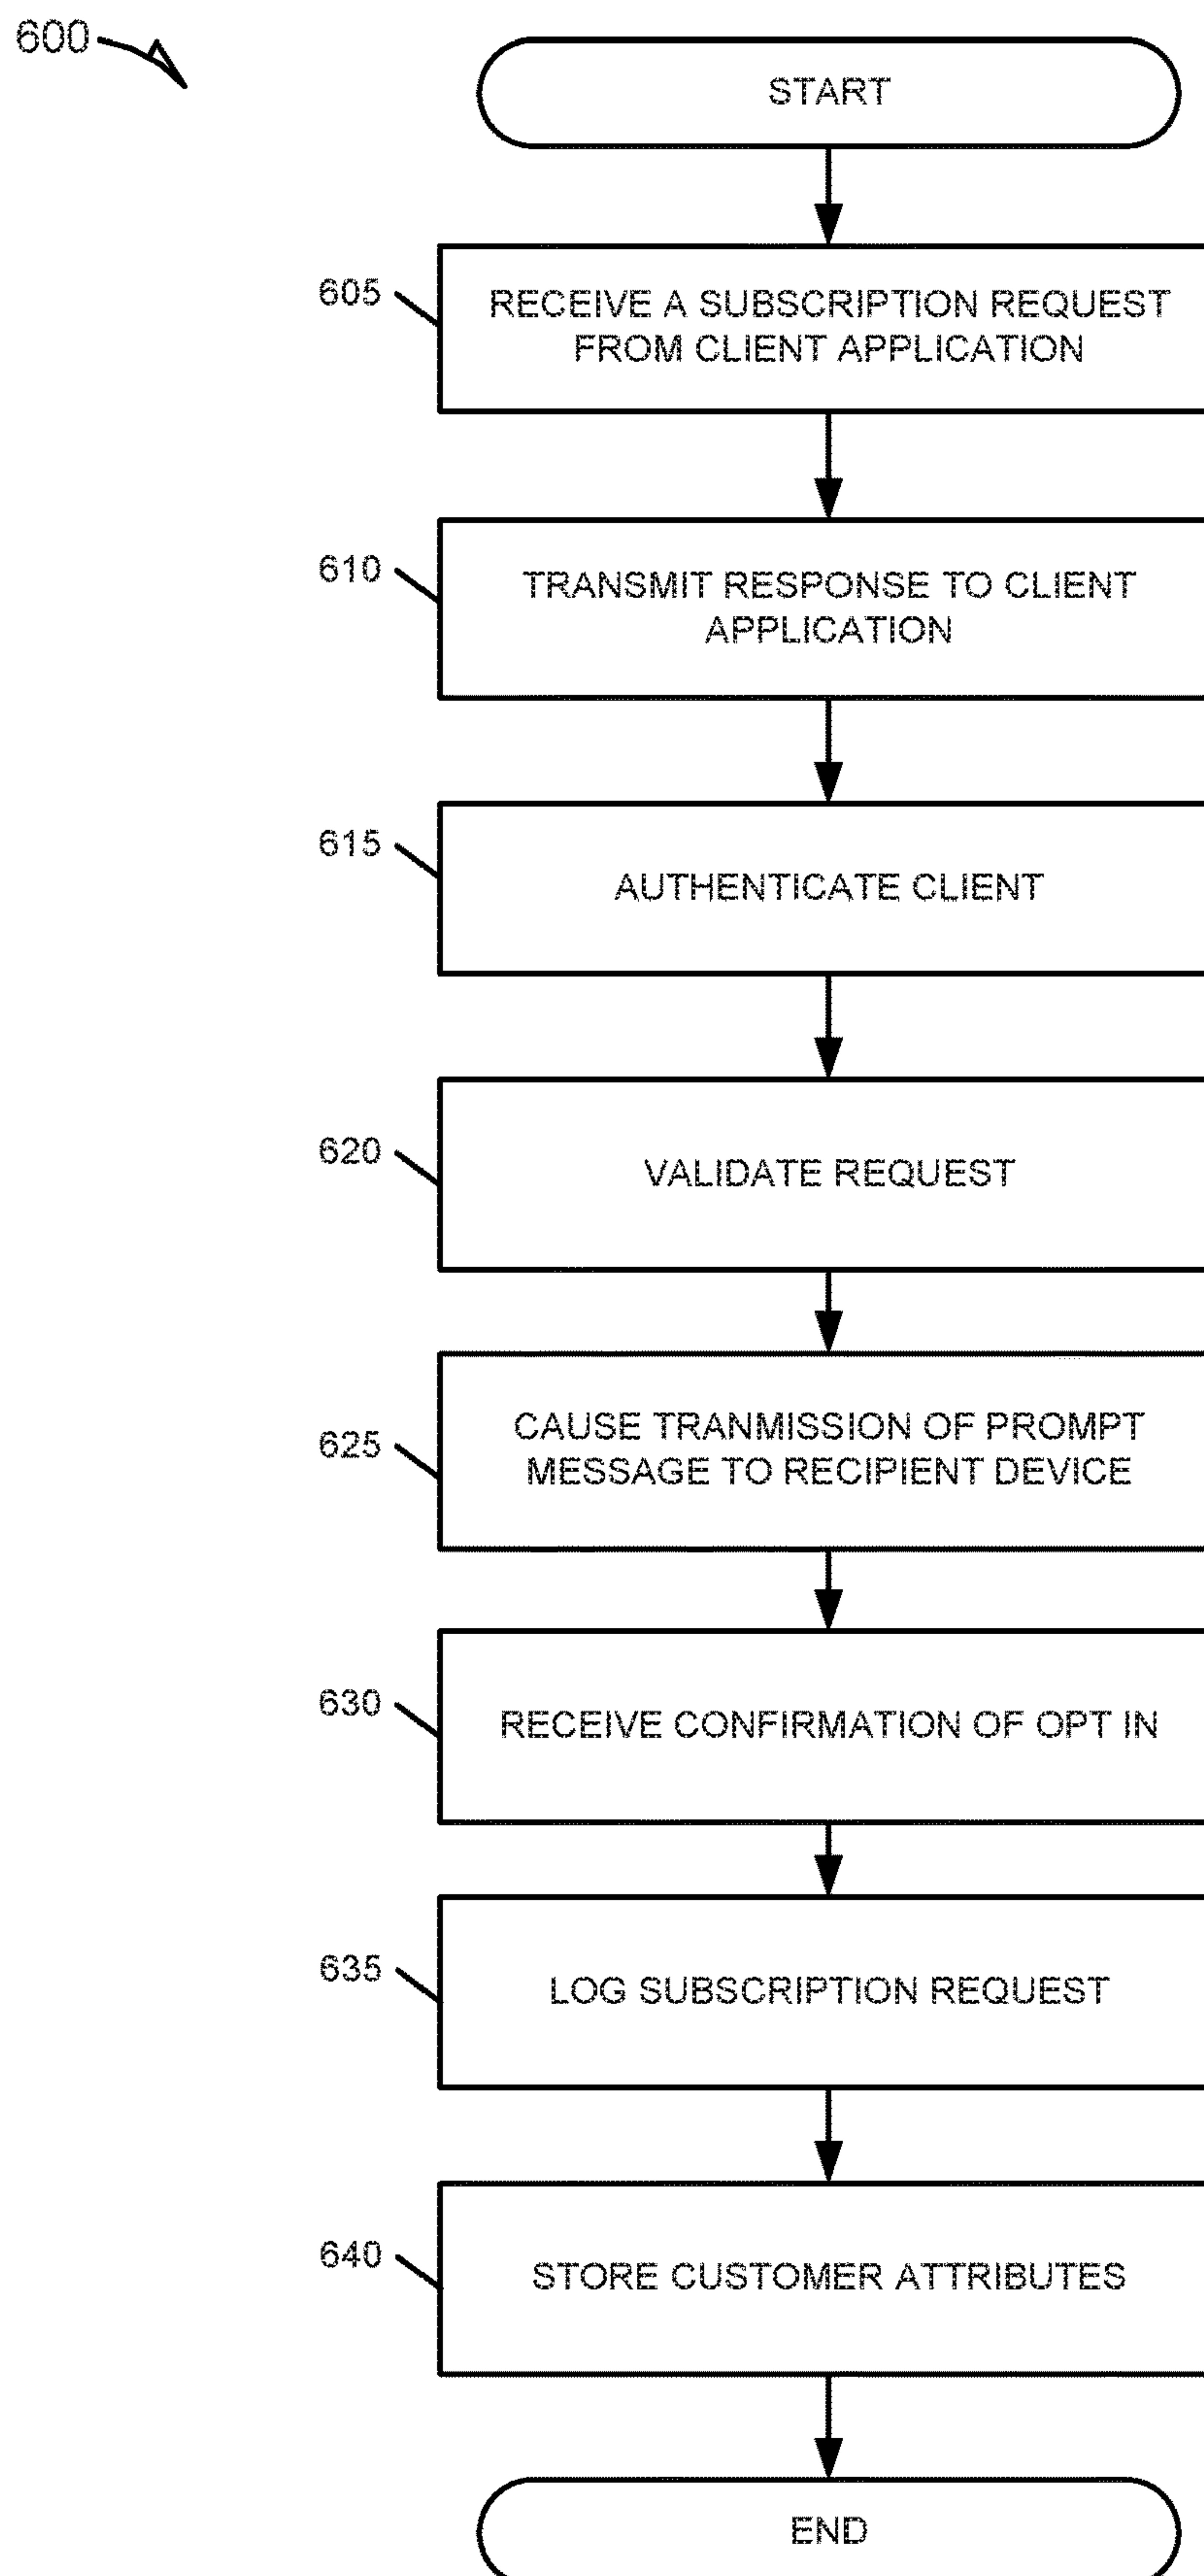 600
START
605
RECEIVE A SUBSCRIPTION REQUEST
FROM CLIENT APPLICATION
610
TRANSMIT RESPONSE TO CLIENT
APPLICATION
615
AUTHENTICATE CLIENT
620
VALIDATE REQUEST
625
CAUSE TRANMISSION OF PROMPT
MESSAGE TO RECIPIENT DEVICE
630
RECEIVE CONFIRMATION OF OPT IN
635
LOG SUBSCRIPTION REQUEST
640
STORE CUSTOMER ATTRIBUTES
END